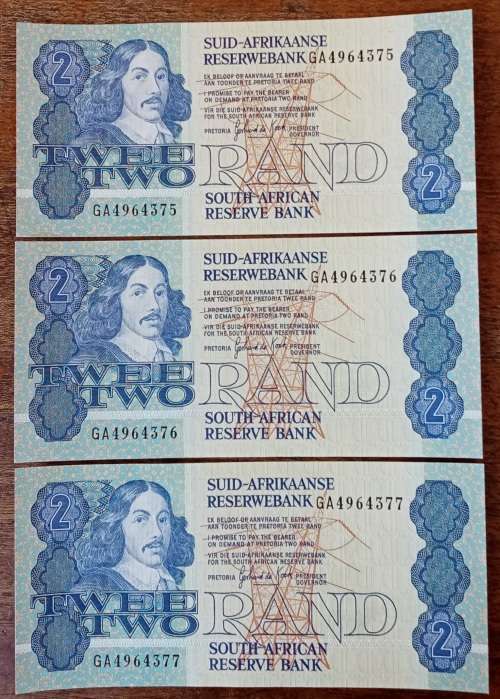 2
SUID-AFRIKAANSE
RESERWEBANK GA4964375
EK BELOOF OM AANVRAAG TE BETAAL
AAN TOONDER TE PRETORIA TWEE RAND
I PROMISE TO PAY THE BEARER
ON DEMAND AT PRETORIA TWO RAND
VIR DIE SUID-AFRIKAANSE RESERWEBANK
FOR THE SOUTH AFRICAN RESERVE BANK
PRETORIA PRESIDENT
GOVERNOR
TWEE
TWO RAND
2
GA4964375
SOUTH AFRICAN
RESERVE BANK
2
SUID-AFRIKAANSE
RESERWEBANK GA4964376
EK BELOOF OM AANVRAAG TE BETAAL
AAN TOONDER TE PRETORIA TWEE RAND
I PROMISE TO PAY THE BEARER
ON DEMAND AT PRETORIA TWO RAND
VIR DIE SUID-AFRIKAANSE RESERWEBANK
FOR THE SOUTH AFRICAN RESERVE BANK
PRETORIA PRESIDENT
GOVERNOR
TWEE
TWO RAND
2
GA4964376
SOUTH AFRICAN
RESERVE BANK
2
SUID-AFRIKAANSE
RESERWEBANK GA4964377
EK BELOOF OM AANVRAAG TE BETAAL
AAN TOONDER TE PRETORIA TWEE RAND
I PROMISE TO PAY THE BEARER
ON DEMAND AT PRETORIA TWO RAND
VIR DIE SUID-AFRIKAANSE RESERWEBANK
FOR THE SOUTH AFRICAN RESERVE BANK
PRETORIA PRESIDENT
GOVERNOR
TWEE
TWO RAND
2
GA4964377
SOUTH AFRICAN
RESERVE BANK